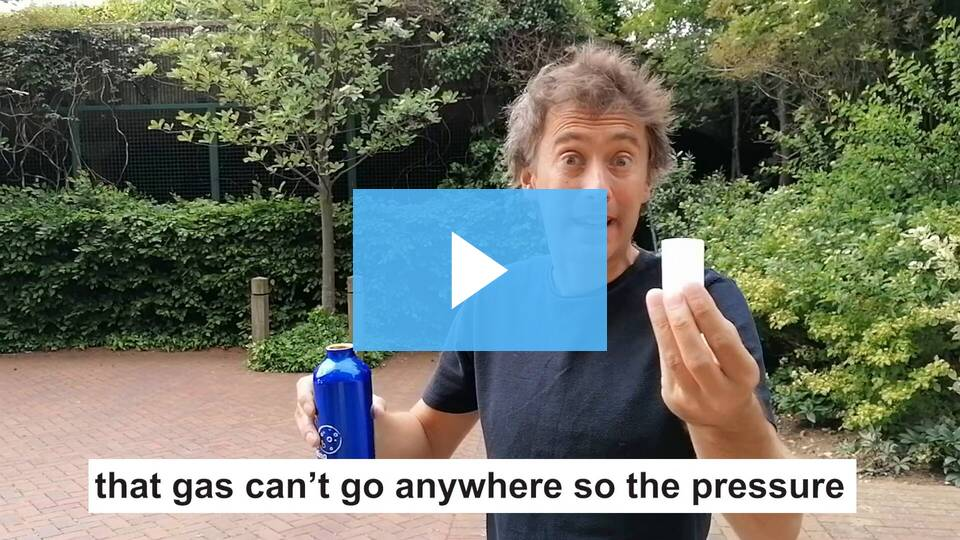 that gas can’t go anywhere so the pressure